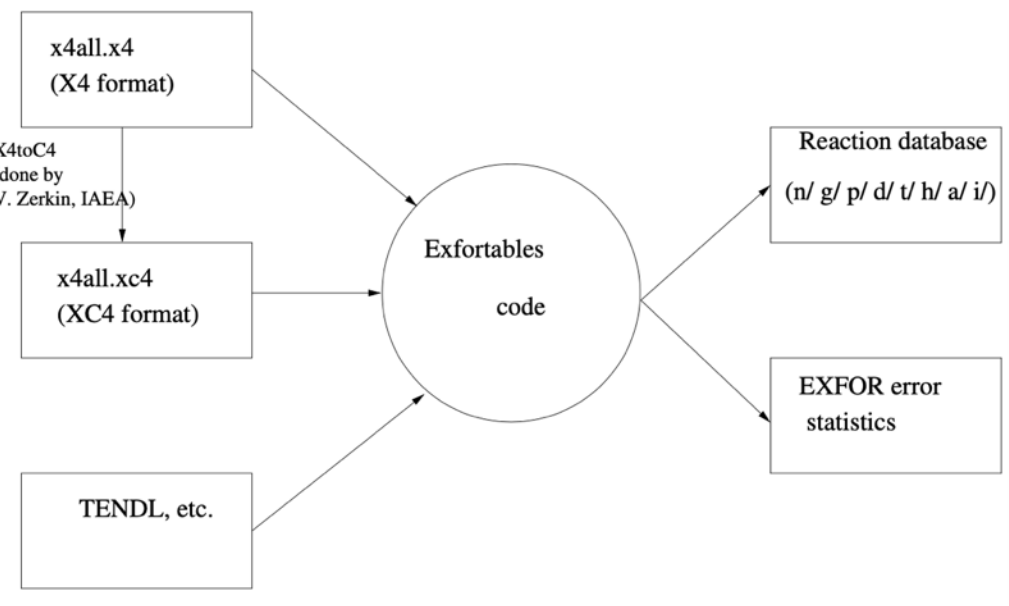 x4all.x4
(X4 format)
X4toC4
done by
V. Zerkin, IAEA)
x4all.xc4
(XC4 format)
TENDL, etc.
Exfortables
code
Reaction database
(n/ g/ p/ d/ t/ h/ a/ i/)
EXFOR error
statistics